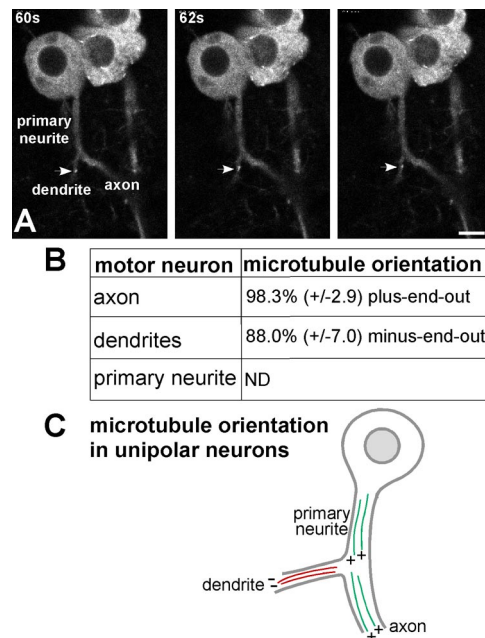 60s
62s
primary
neurite
dendrite
axon
A
B
motor neuron microtubule orientation
axon 98.3% (+/-2.9) plus-end-out
dendrites 88.0% (+/-7.0) minus-end-out
primary neurite ND
C microtubule orientation
in unipolar neurons
primary
neurite
+ +
dendrite - -
+ axon
+